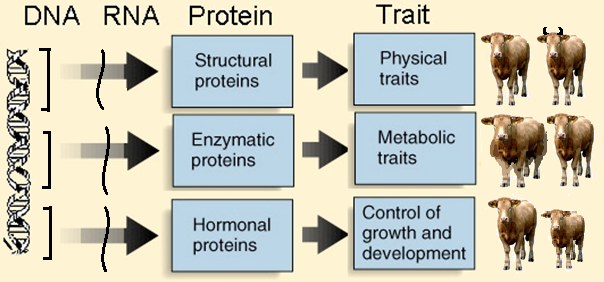 DNA RNA Protein Trait
Structural
proteins
Physical
traits
Enzymatic
proteins
Metabolic
traits
Hormonal
proteins
Control of
growth and
development